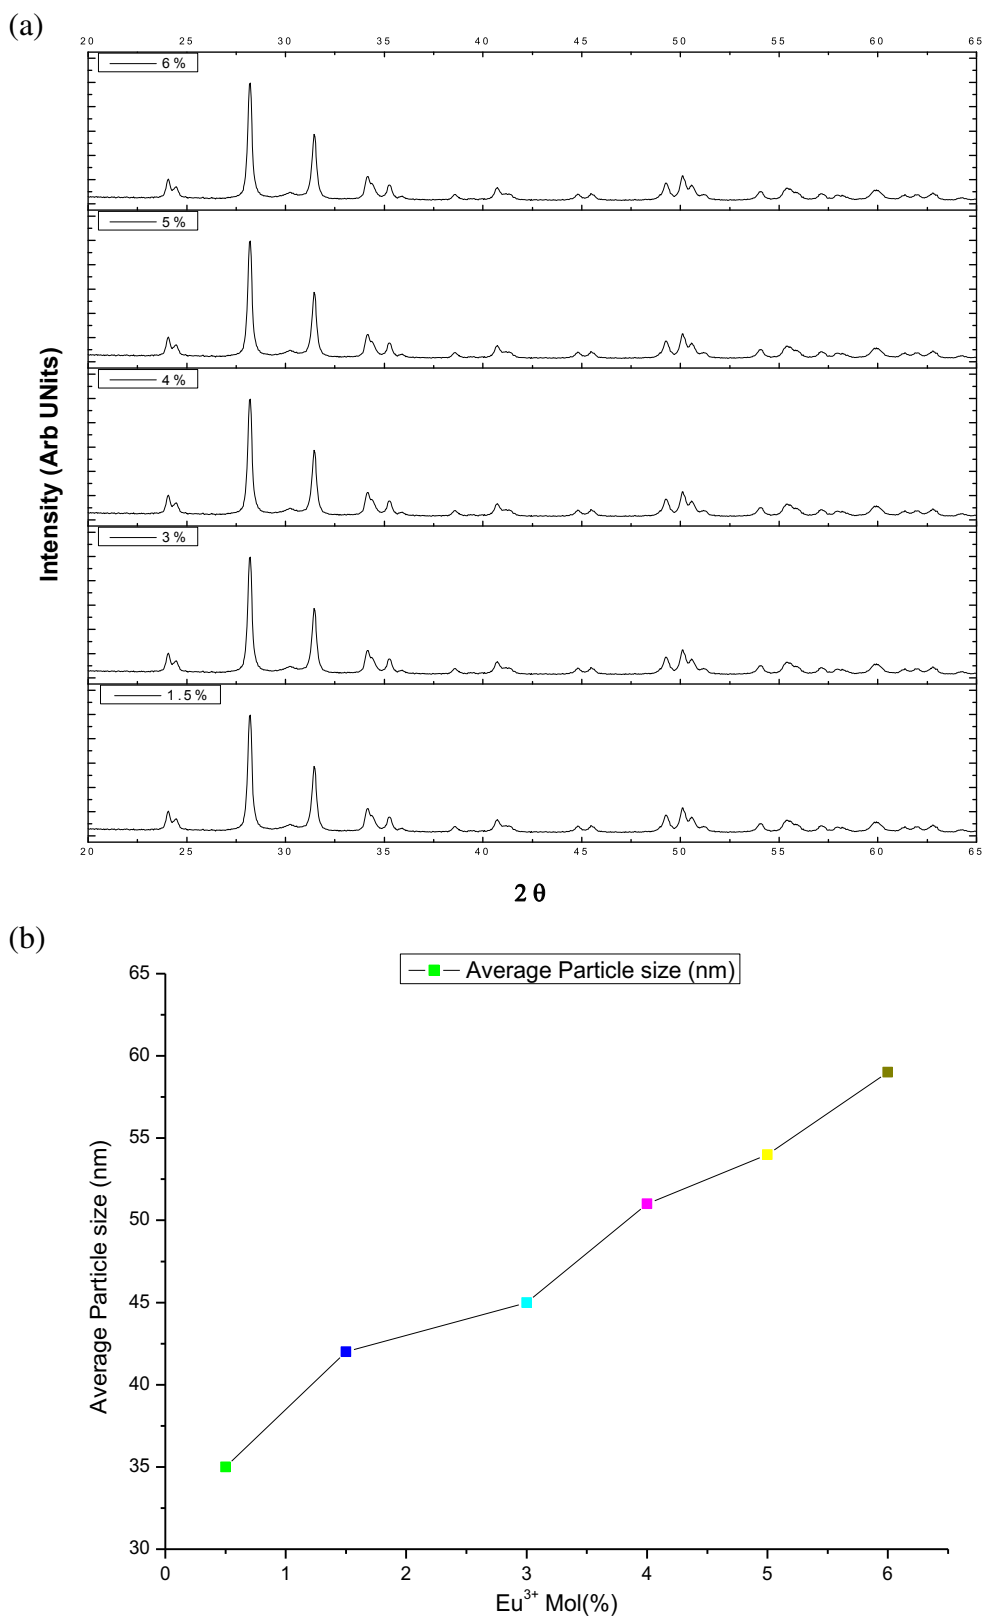 (a)
20 25 30 35 40 45 50 55 60 65
6%
5%
4%
3%
1.5%
Intensity (Arb UNits)
20 25 30 35 40 45 50 55 60 65
2θ
(b)
Average Particle size (nm)
65
60
55
50
45
40
35
30
Average Particle size (nm)
0 1 2 3 4 5 6
Eu³⁺ Mol(%)